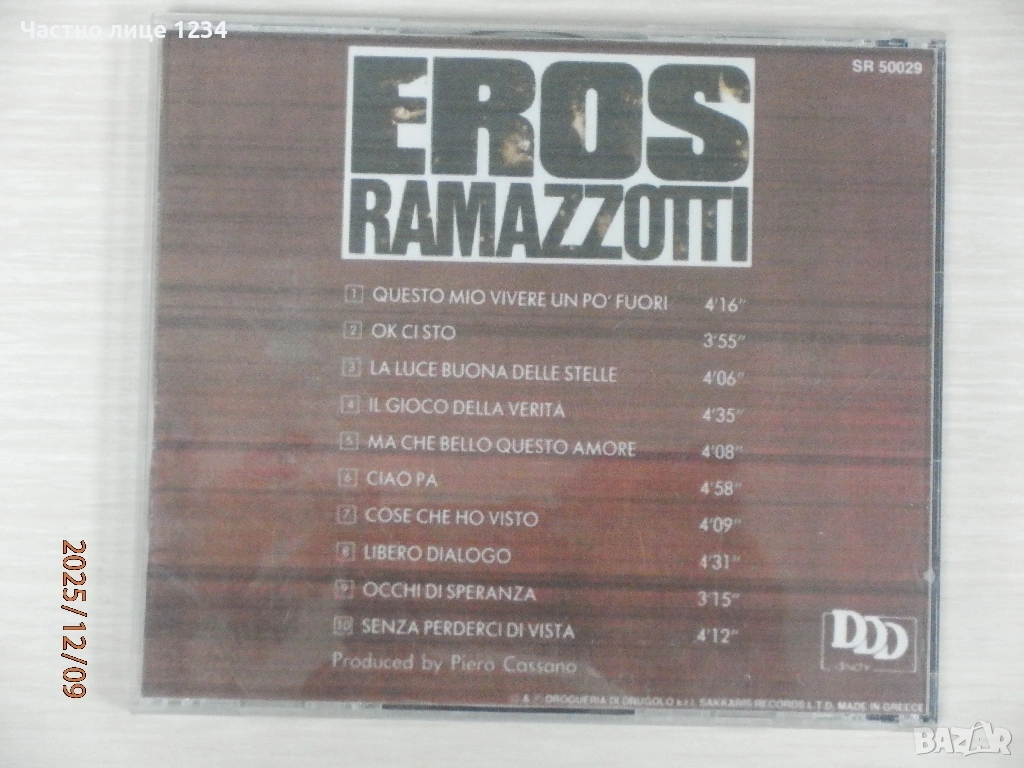 Частно лице 1234
SR 50029
EROS
RAMAZZOTTI
1 QUESTO MIO VIVERE UN PO' FUORI 4'16"
2 OK CI STO 3'55"
3 LA LUCE BUONA DELLE STELLE 4'06"
4 IL GIOCO DELLA VERITÀ 4'35"
5 MA CHE BELLO QUESTO AMORE 4'08"
6 CIAO PA 4'58"
7 COSE CHE HO VISTO 4'09"
8 LIBERO DIALOGO 4'31"
9 OCCHI DI SPERANZA 3'15"
10 SENZA PERDERCI DI VISTA 4'12"
Produced by Piero Cassano
DDD
& DROGUERIA DI DRUGOLO s.r.l. SAKKARIS RECORDS L.T.D. MADE IN GREECE
2025/12/09
BAZAR